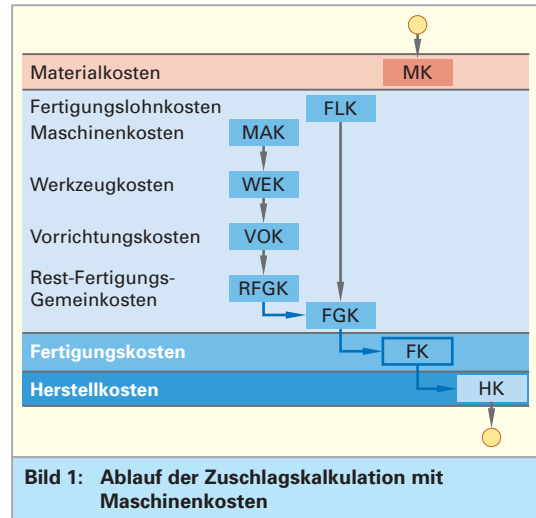 Materialkosten MK
Fertigungslohnkosten FLK
Maschinenkosten MAK
Werkzeugkosten WEK
Vorrichtungskosten VOK
Rest-Fertigungs-
Gemeinkosten RFGK
FGK
Fertigungskosten FK
Herstellkosten HK
Bild 1: Ablauf der Zuschlagskalkulation mit
Maschinenkosten